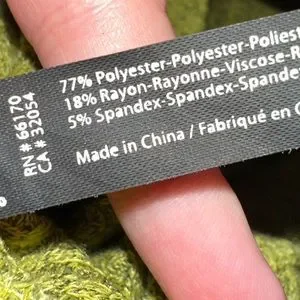 RN # 66170
CA # 32054
77% Polyester-Polyester-Poliest
18% Rayon-Rayonne-Viscose-R
5% Spandex-Spandex-Spande
Made in China / Fabriqué en C